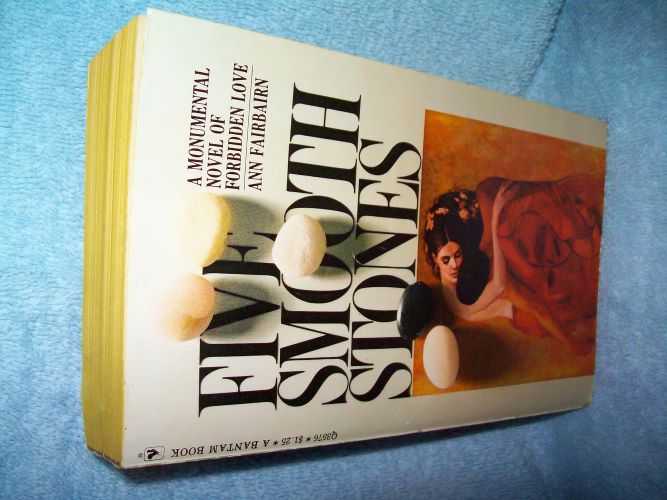 A MONUMENTAL
NOVEL OF
FORBIDDEN LOVE
ANN FAIRBAIRN
FIVE
SMOOTH
STONES
Q3576 ★ $1.25 ★ A BANTAM BOOK